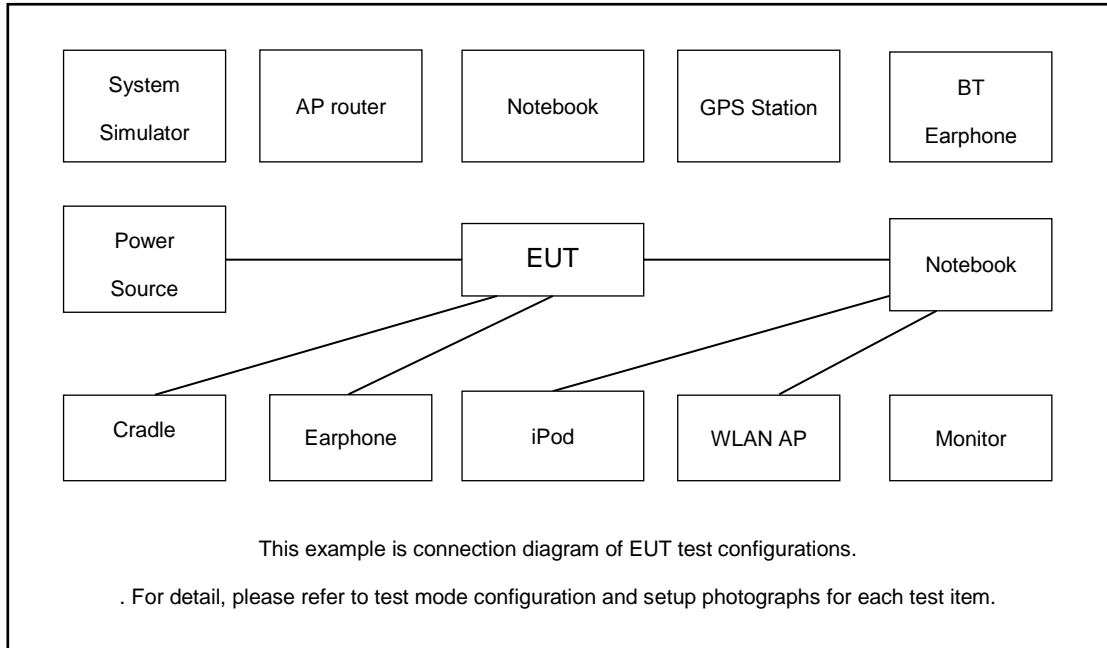 System
Simulator
AP router
Notebook
GPS Station
BT
Earphone
Power
Source
EUT
Notebook
Cradle
Earphone
iPod
WLAN AP
Monitor
This example is connection diagram of EUT test configurations.
. For detail, please refer to test mode configuration and setup photographs for each test item.